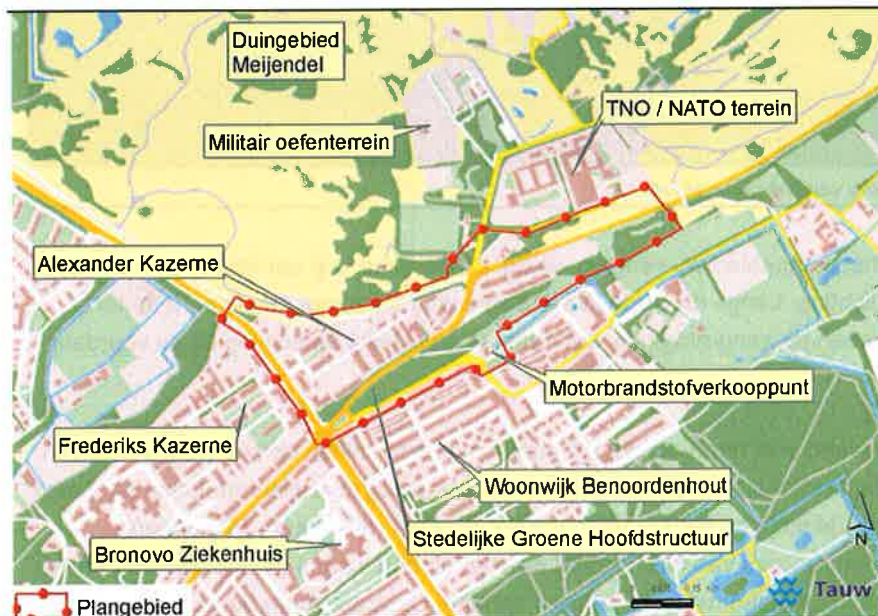 Duingebied
Meijendel
TNO / NATO terrein
Militair oefenterrein
Alexander Kazerne
Motorbrandstofverkooppunt
Frederiks Kazerne
Woonwijk Benoordenhout
Stedelijke Groene Hoofdstructuur
Bronovo Ziekenhuis
N
Tauw
Plangebied